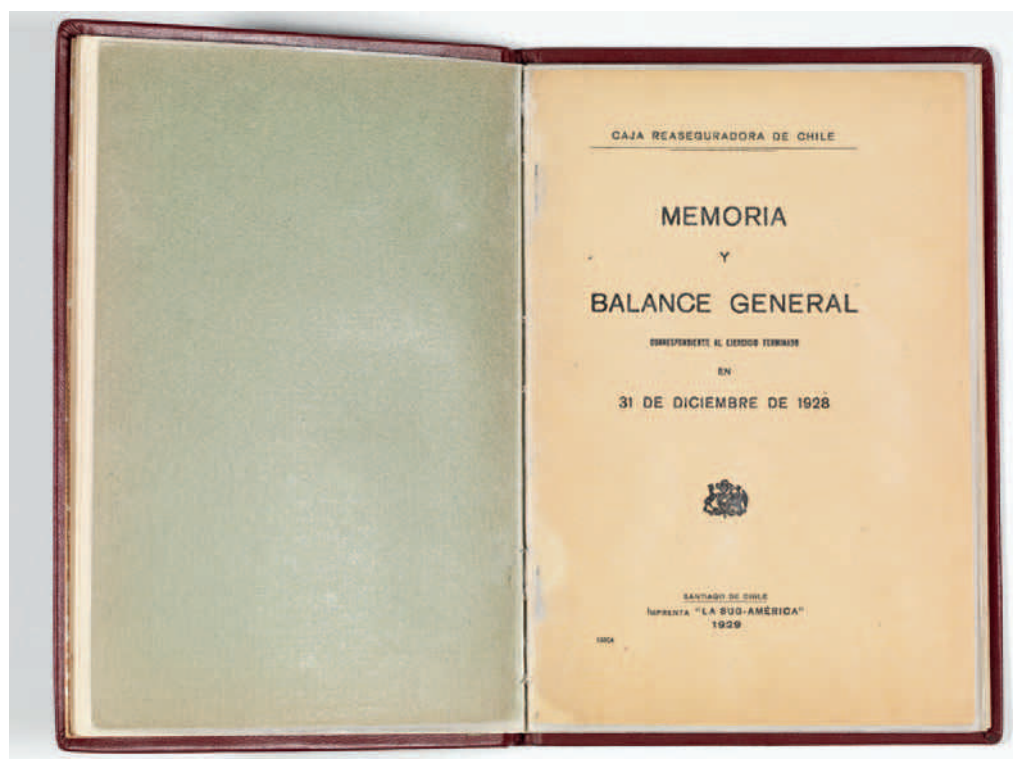 CAJA REASEGURADORA DE CHILE
MEMORIA
Y
BALANCE GENERAL
CORRESPONDIENTE AL EJERCICIO TERMINADO
EN
31 DE DICIEMBRE DE 1928
SANTIAGO DE CHILE
IMPRENTA "LA SUD-AMÉRICA"
1929